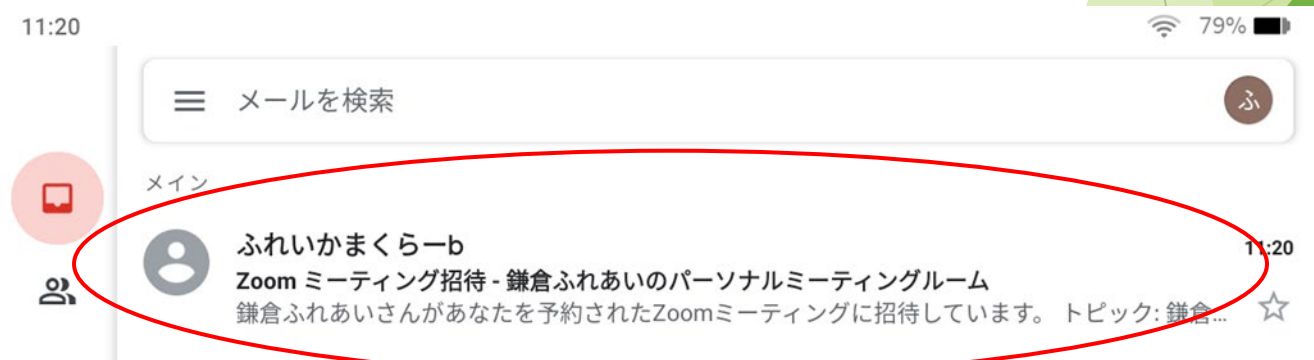 11:20
79%
メールを検索
ふ
メイン
ふれいかまくらーb
11:20
Zoom ミーティング招待 - 鎌倉ふれあいのパーソナルミーティングルーム
鎌倉ふれあいさんがあなたを予約されたZoomミーティングに招待しています。 トピック: 鎌倉...